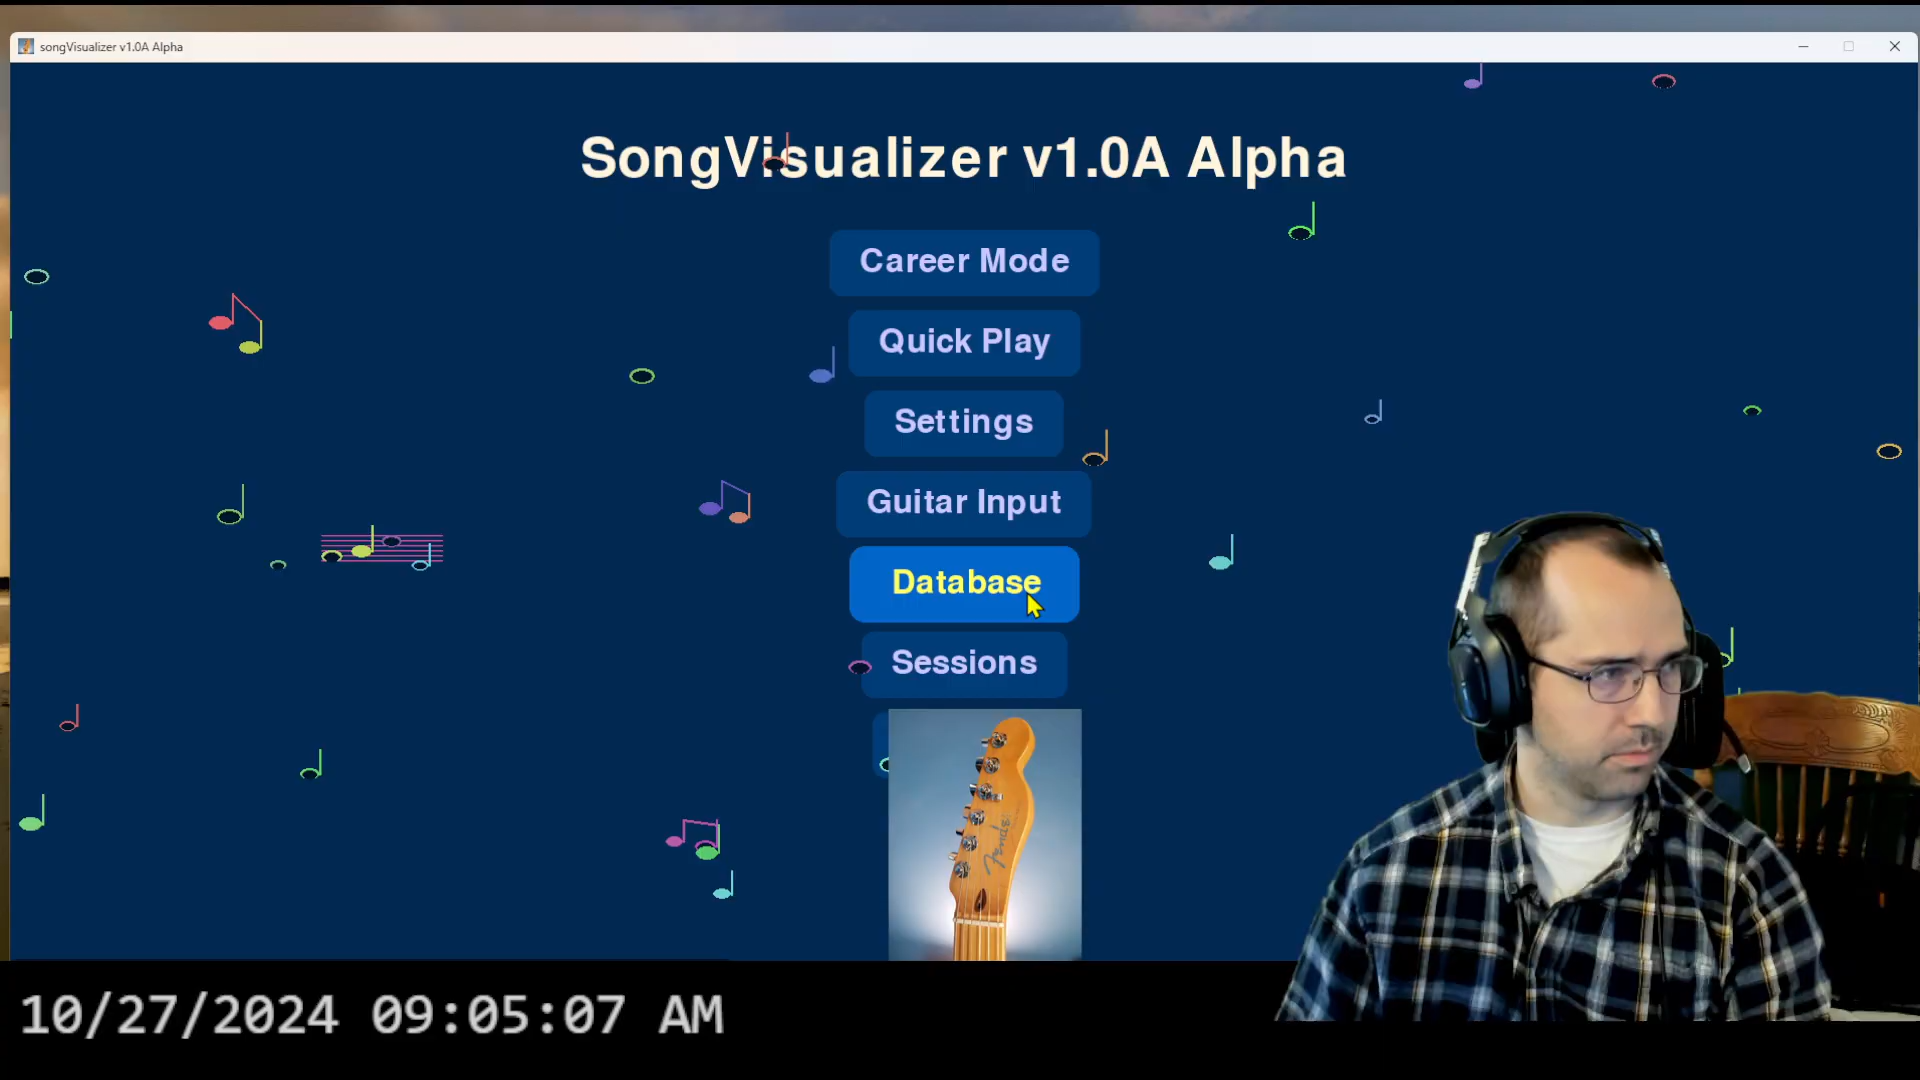 songVisualizer v1.0A Alpha
SongVisualizer v1.0A Alpha
Career Mode
Quick Play
Settings
Guitar Input
Database
Sessions
Fender
10/27/2024 09:05:07 AM